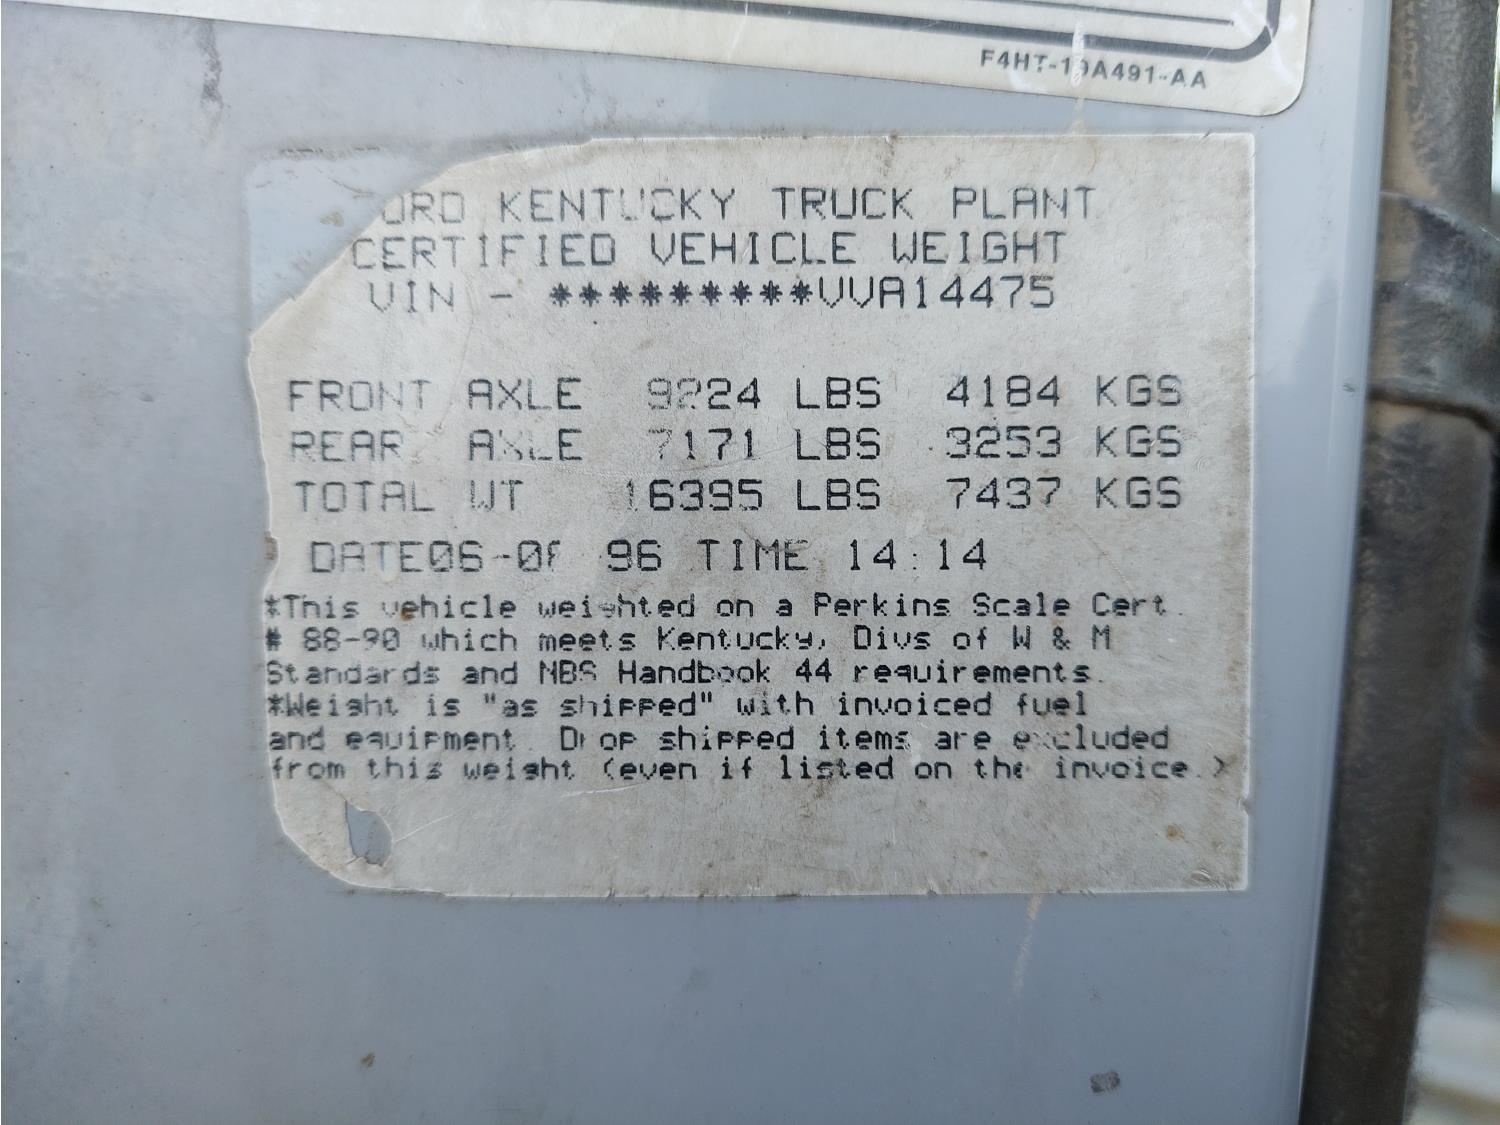 F4HT-19A491-AA
ORD KENTUCKY TRUCK PLANT
CERTIFIED VEHICLE WEIGHT
VIN - *********VVA14475
FRONT AXLE 9224 LBS 4184 KGS
REAR AXLE 7171 LBS 3253 KGS
TOTAL WT 16395 LBS 7437 KGS
DATE06-0 96 TIME 14:14
*This vehicle weighted on a Perkins Scale Cert.
# 88-90 which meets Kentucky, Divs of W & M
Standards and NBS Handbook 44 requirements.
*Weight is "as shipped" with invoiced fuel
and equipment. Drop shipped items are excluded
from this weight (even if listed on the invoice.)